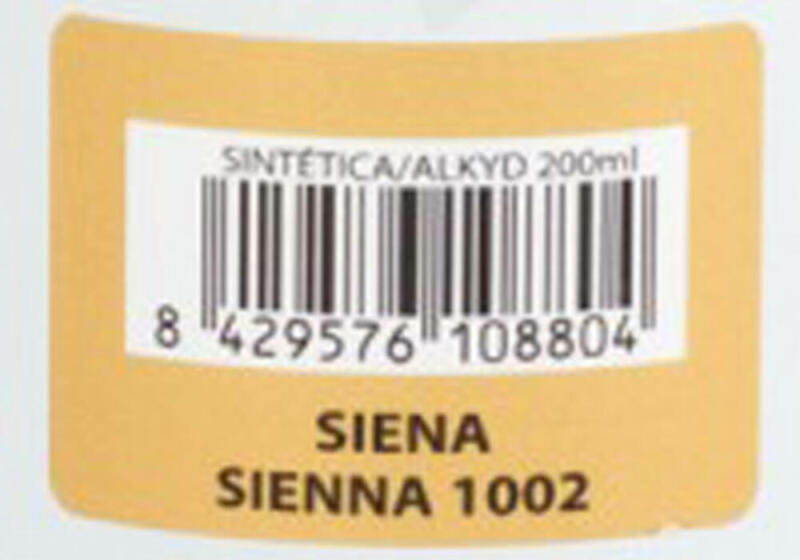 SINTÉTICA/ALKYD 200ml
8 429576 108804
SIENA
SIENNA 1002